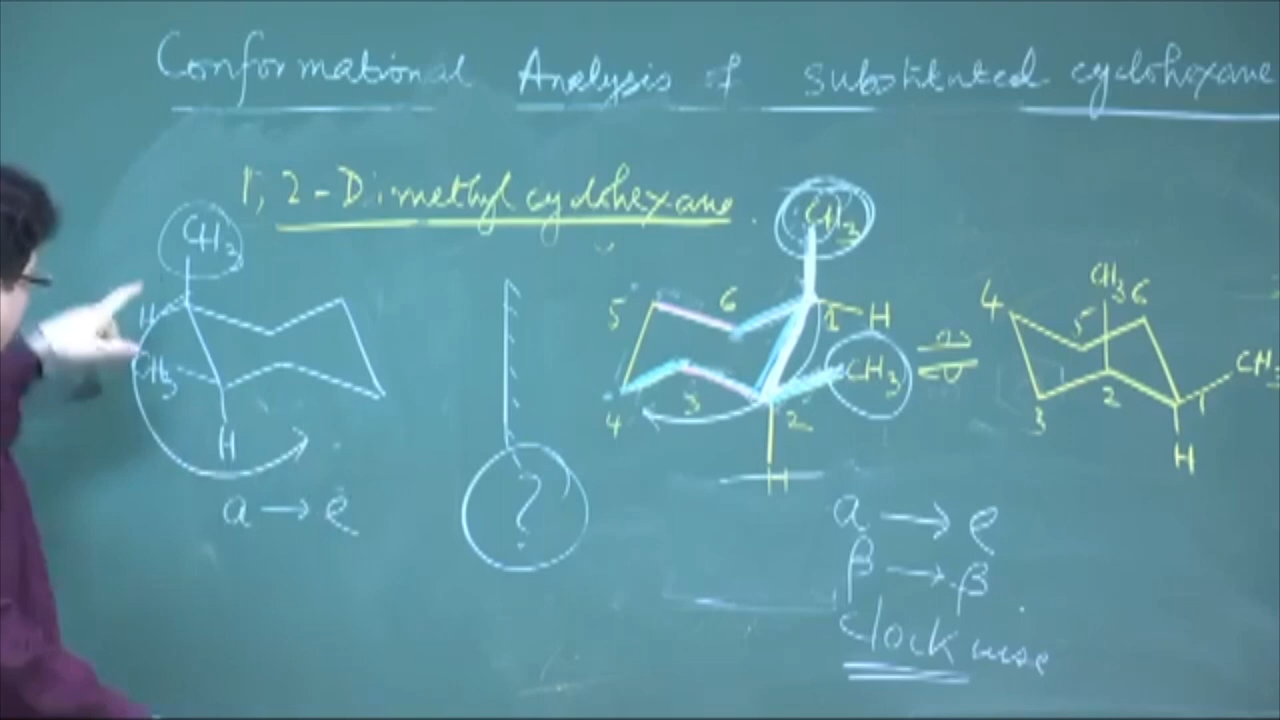 Conformational Analysis of substituted cyclohexane
1, 2-Dimethyl cyclohexane
CH3
H
CH3
H
a → e
?
CH3
5
6
1
H
CH3
4
3
2
H
a → e
β → β
Clockwise
4
5
CH3
6
3
2
1
CH3
H